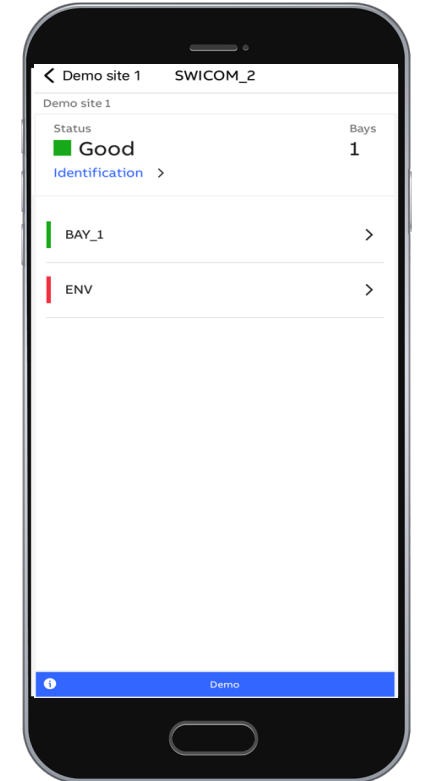 Demo site 1 SWICOM_2
Demo site 1
Status Bays
Good 1
Identification
BAY_1
ENV
Demo